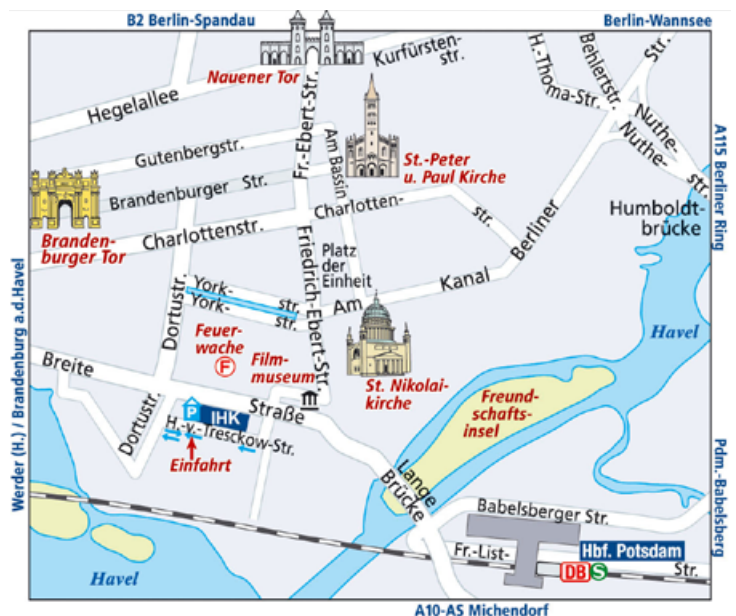 B2 Berlin-Spandau
Berlin-Wannsee
Nauener Tor
Kurfürsten-
str.
Hegelallee
H.-Thoma-Str.
Behlertstr.
Str.
Nuthe-
Nuthe-
str.
A115 Berliner Ring
Gutenbergstr.
Fr.-Ebert-Str.
Am Bassin
St.-Peter
u. Paul Kirche
Brandenburger Str.
Charlottenstr.
Charlotten-
str.
Branden-
burger Tor
Humboldt-
brücke
Berliner
Platz
der
Einheit
Friedrich-Ebert-Str.
Am Kanal
York- str.
York- str.
Dortustr.
Feuer-
wache
F
Film-
museum
St. Nikolai-
kirche
Havel
Freund-
schafts-
insel
Breite Straße
P
IHK
H.-v.-Tresckow-Str.
Einfahrt
Dortustr.
Lange
Brücke
Babelsberger Str.
Fr.-List- Str.
Hbf. Potsdam
DB S
Havel
Werder (H.) / Brandenburg a.d.Havel
Pdm.-Babelsberg
A10-AS Michendorf